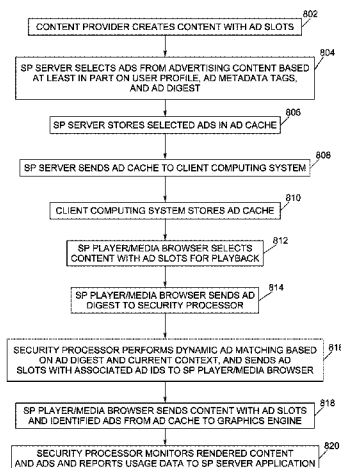 802
CONTENT PROVIDER CREATES CONTENT WITH AD SLOTS
804
SP SERVER SELECTS ADS FROM ADVERTISING CONTENT BASED
AT LEAST IN PART ON USER PROFILE, AD METADATA TAGS,
AND AD DIGEST
806
SP SERVER STORES SELECTED ADS IN AD CACHE
808
SP SERVER SENDS AD CACHE TO CLIENT COMPUTING SYSTEM
810
CLIENT COMPUTING SYSTEM STORES AD CACHE
812
SP PLAYER/MEDIA BROWSER SELECTS
CONTENT WITH AD SLOTS FOR PLAYBACK
814
SP PLAYER/MEDIA BROWSER SENDS AD
DIGEST TO SECURITY PROCESSOR
816
SECURITY PROCESSOR PERFORMS DYNAMIC AD MATCHING BASED
ON AD DIGEST AND CURRENT CONTEXT, AND SENDS AD
SLOTS WITH ASSOCIATED AD IDS TO SP PLAYER/MEDIA BROWSER
818
SP PLAYER/MEDIA BROWSER SENDS CONTENT WITH AD SLOTS
AND IDENTIFIED ADS FROM AD CACHE TO GRAPHICS ENGINE
820
SECURITY PROCESSOR MONITORS RENDERED CONTENT
AND ADS AND REPORTS USAGE DATA TO SP SERVER APPLICATION